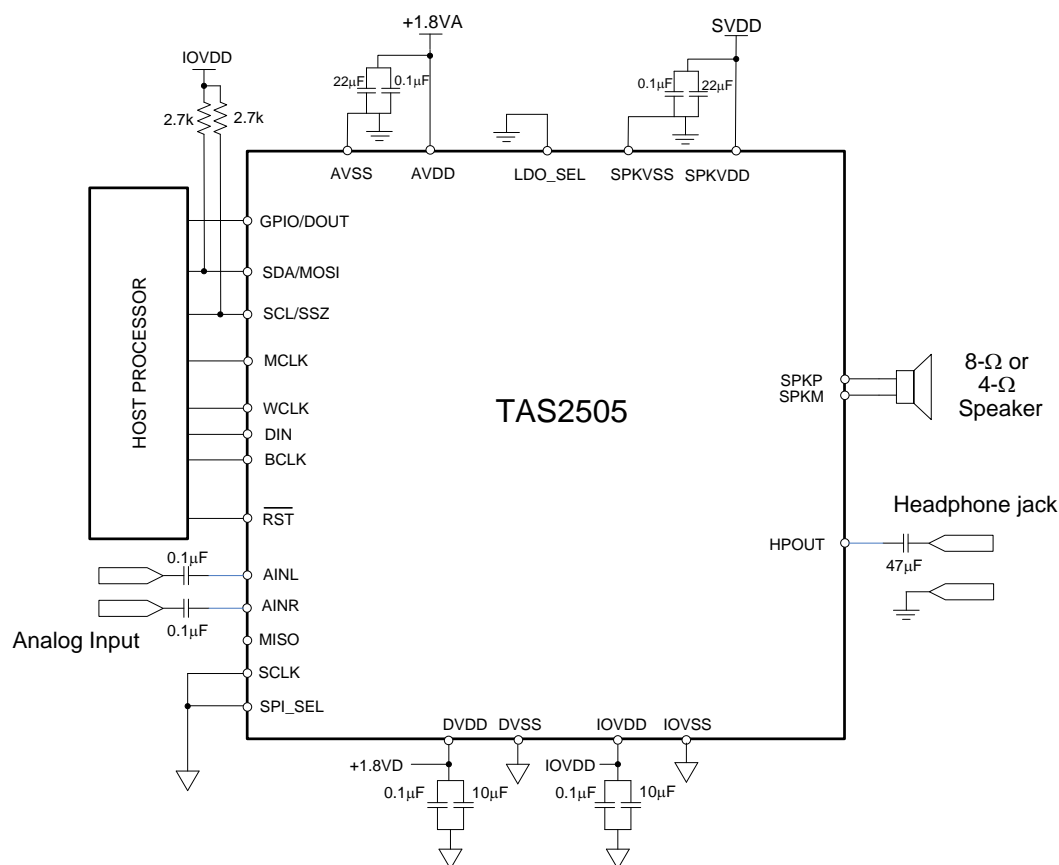 +1.8VA
SVDD
IOVDD
22μF
0.1μF
0.1μF
22μF
2.7k
2.7k
AVSS
AVDD
LDO_SEL
SPKVSS
SPKVDD
HOST PROCESSOR
GPIO/DOUT
SDA/MOSI
SCL/SSZ
MCLK
WCLK
DIN
BCLK
RST
TAS2505
SPKP
SPKM
8-Ω or
4-Ω
Speaker
Headphone jack
HPOUT
47μF
0.1μF
AINL
AINR
0.1μF
Analog Input
MISO
SCLK
SPI_SEL
DVDD
DVSS
IOVDD
IOVSS
+1.8VD
IOVDD
0.1μF
10μF
0.1μF
10μF